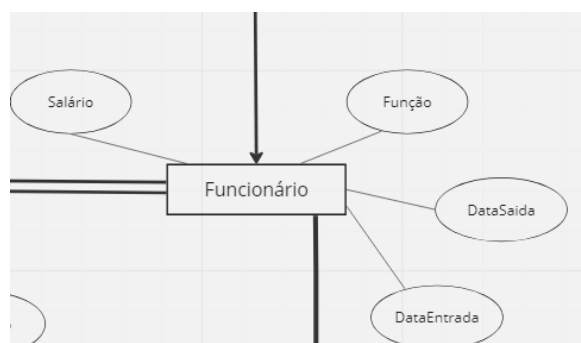 Salário
Função
Funcionário
DataSaida
DataEntrada